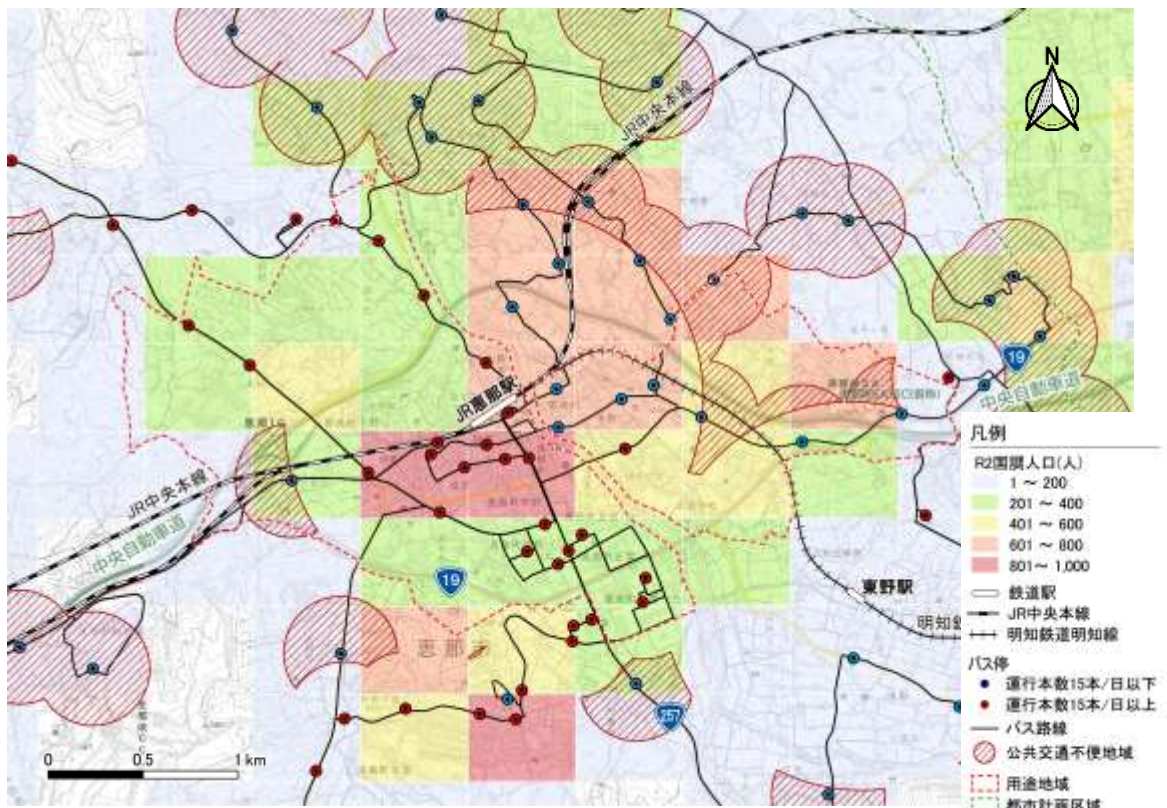 N
JR中央本線
JR恵那駅
19
中央自動車道
JR中央本線
中央自動車道
19
恵那市
東野駅
明知鉄
257
0 0.5 1 km
凡例
R2国調人口(人)
1 ～ 200
201 ～ 400
401 ～ 600
601 ～ 800
801～ 1,000
鉄道駅
JR中央本線
明知鉄道明知線
バス停
運行本数15本/日以下
運行本数15本/日以上
バス路線
公共交通不便地域
用途地域
都市計画区域